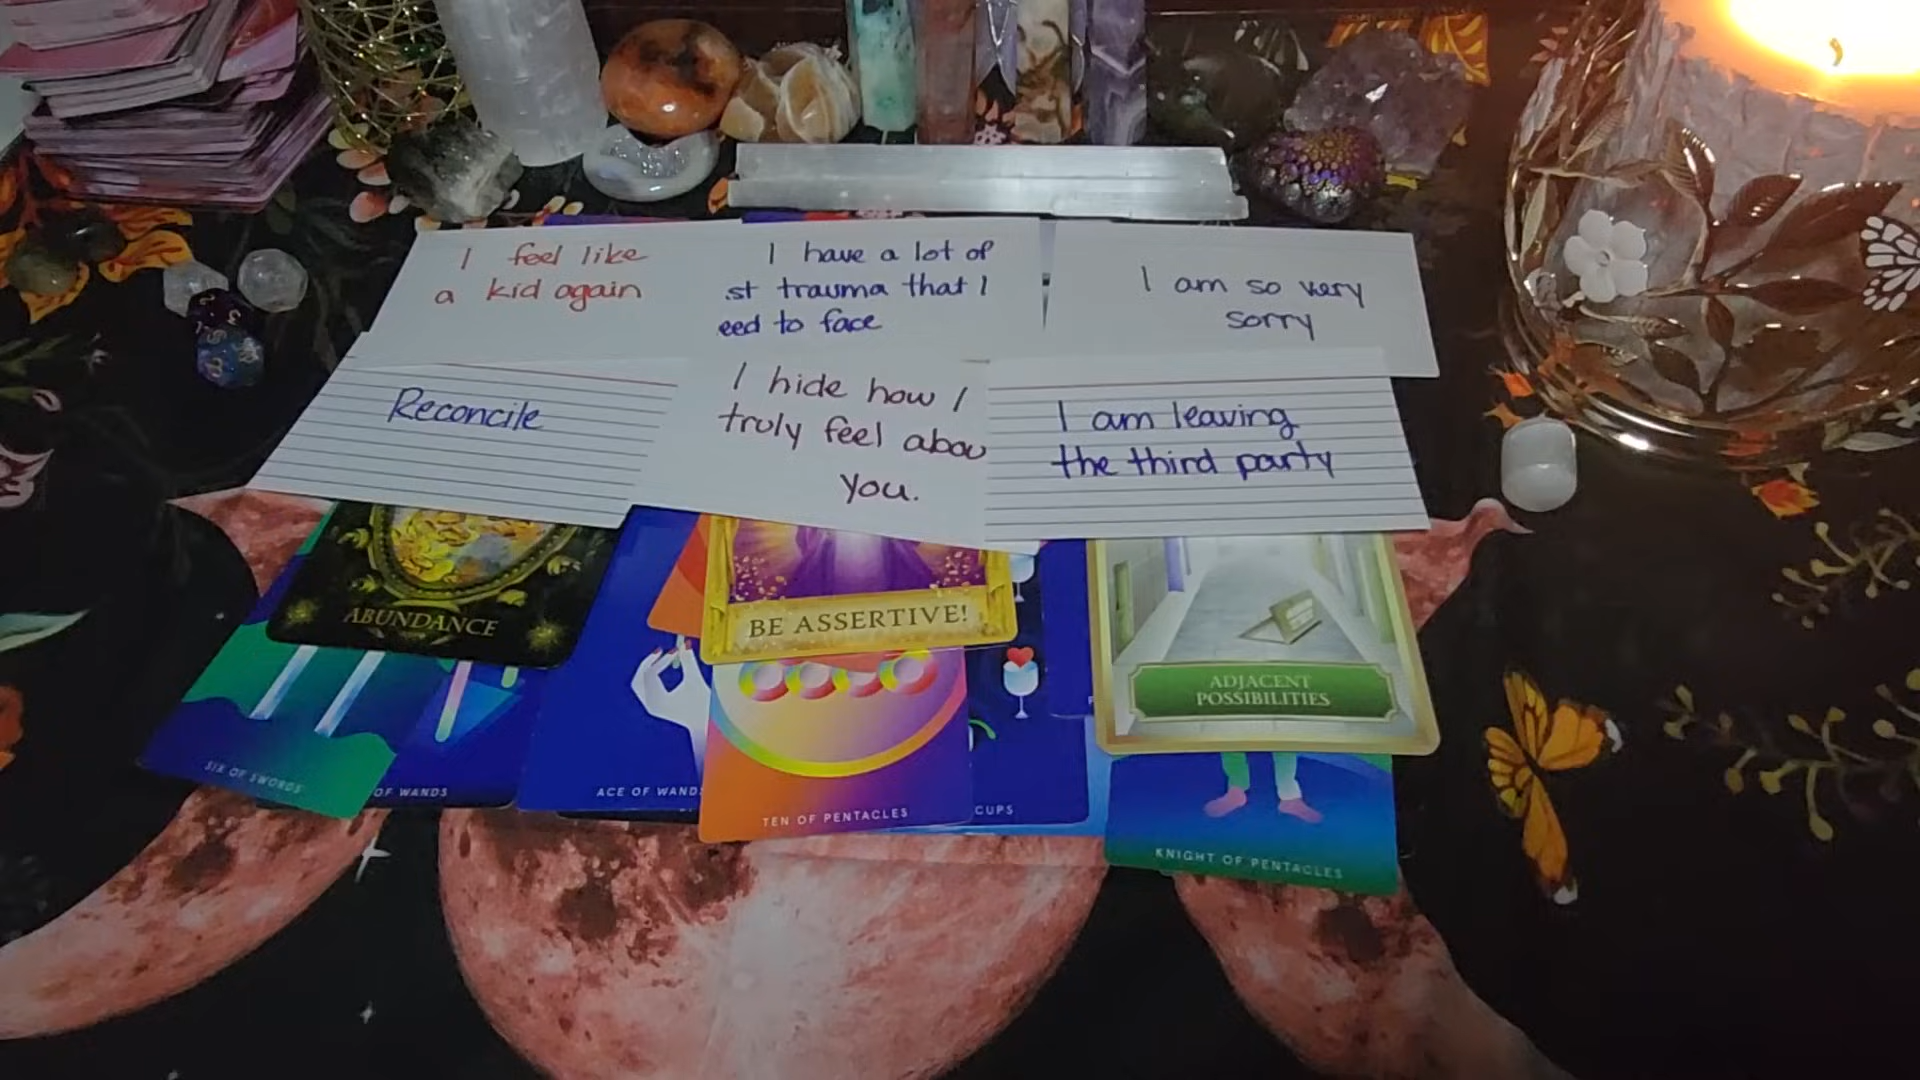 I feel like
a kid again
I have a lot of
st trauma that I
eed to face
I am so very
sorry
Reconcile
I hide how I
truly feel abou
you.
I am leaving
the third party
ABUNDANCE
BE ASSERTIVE!
ADJACENT
POSSIBILITIES
SIX OF SWORDS
OF WANDS
ACE OF WANDS
TEN OF PENTACLES
CUPS
KNIGHT OF PENTACLES